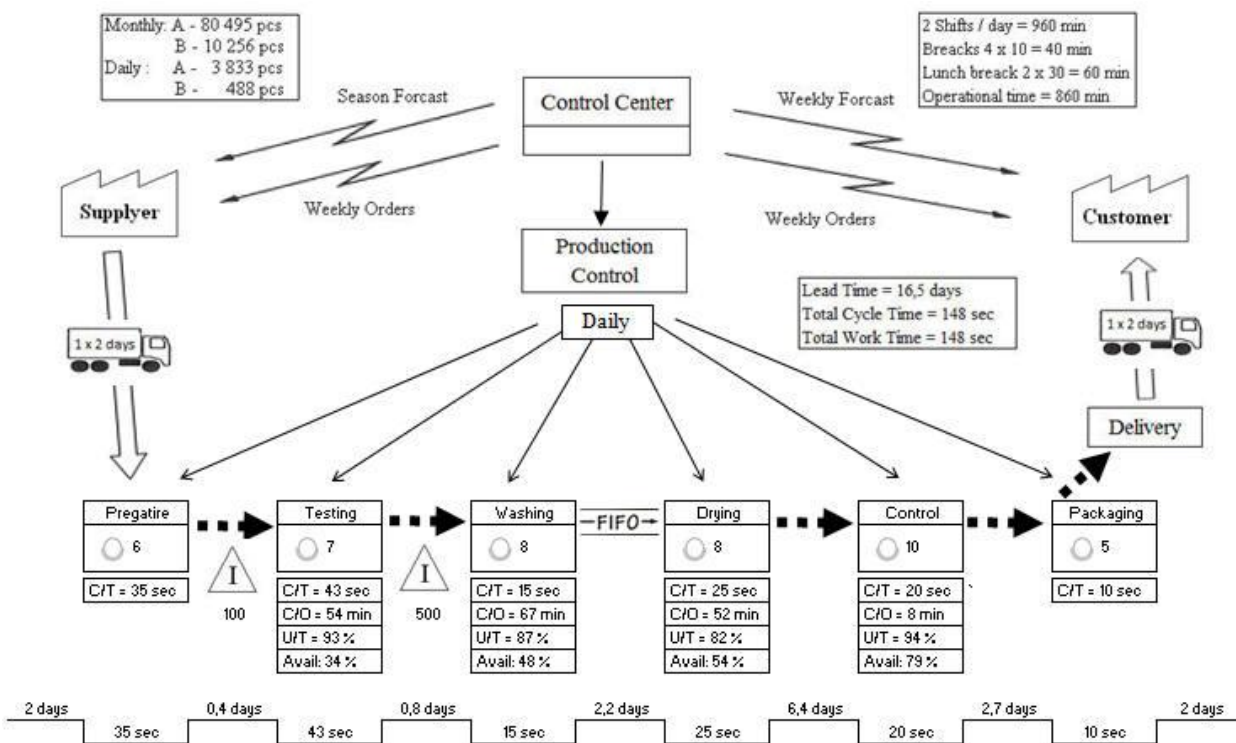 Monthly: A - 80 495 pcs
B - 10 256 pcs
Daily : A - 3 833 pcs
B - 488 pcs
2 Shifts / day = 960 min
Breacks 4 x 10 = 40 min
Lunch breack 2 x 30 = 60 min
Operational time = 860 min
Control Center
Season Forcast
Weekly Forcast
Supplyer
Weekly Orders
Weekly Orders
Customer
Production
Control
Lead Time = 16,5 days
Total Cycle Time = 148 sec
Total Work Time = 148 sec
Daily
1 x 2 days
1 x 2 days
Delivery
Pregatire
6
C/T = 35 sec
I
100
Testing
7
C/T = 43 sec
C/O = 54 min
U/T = 93 %
Avail: 34 %
I
500
Washing
8
C/T = 15 sec
C/O = 67 min
U/T = 87 %
Avail: 48 %
FIFO
Drying
8
C/T = 25 sec
C/O = 52 min
U/T = 82 %
Avail: 54 %
Control
10
C/T = 20 sec
C/O = 8 min
U/T = 94 %
Avail: 79 %
Packaging
5
C/T = 10 sec
2 days 0,4 days 0,8 days 2,2 days 6,4 days 2,7 days 2 days
35 sec 43 sec 15 sec 25 sec 20 sec 10 sec